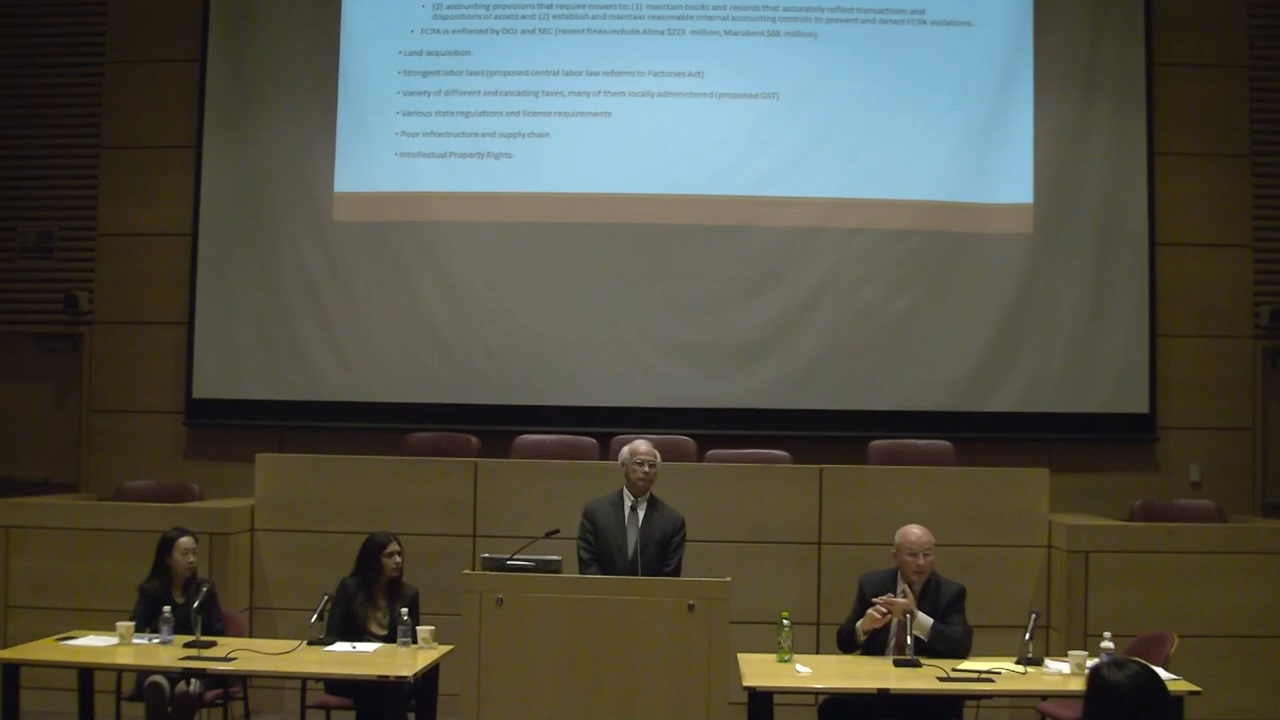 • (2) accounting provisions that require issuers to: (1) maintain books and records that accurately reflect transactions and
dispositions of assets and (2) establish and maintain reasonable internal accounting controls to prevent and detect FCPA violations.
• FCPA is enforced by DOJ and SEC (recent fines include Alcoa $223 million, Marubeni $88 million)
• Land acquisition
• Stringent labor laws (proposed central labor law reforms to Factories Act)
• Variety of different and cascading taxes, many of them locally administered (proposed GST)
• Various state regulations and license requirements
• Poor infrastructure and supply chain
• Intellectual Property Rights